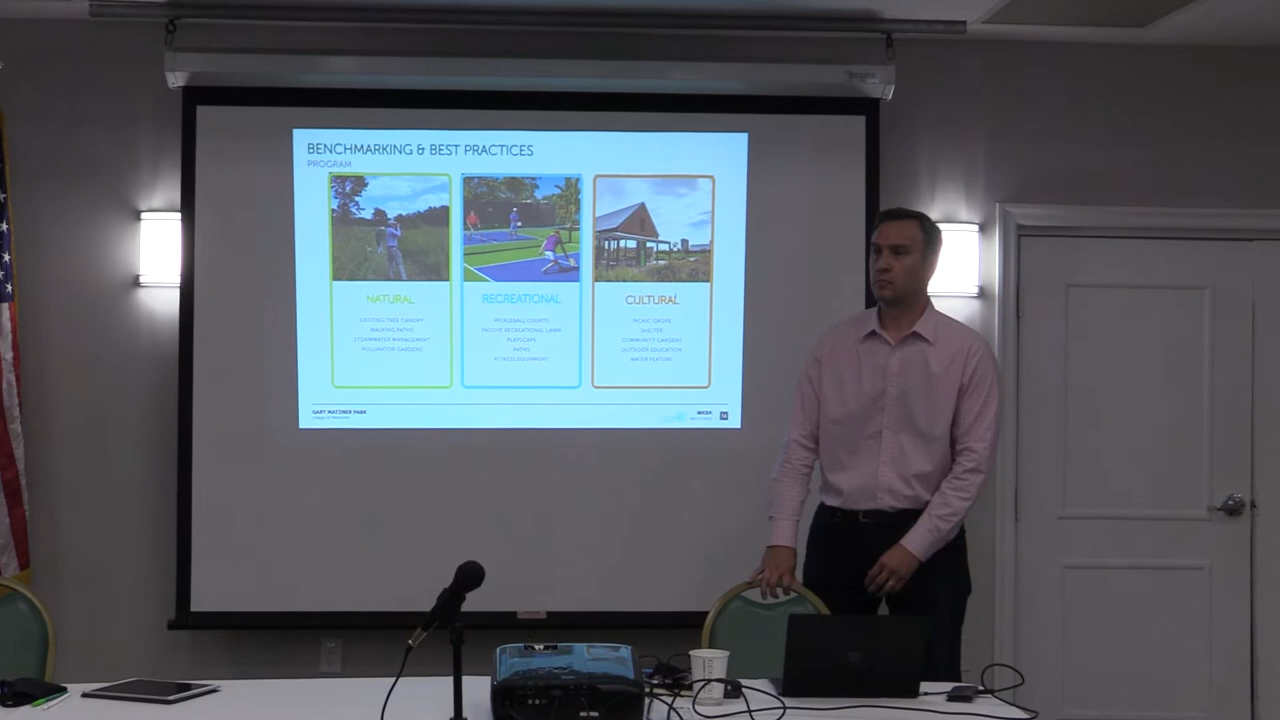 BENCHMARKING & BEST PRACTICES
PROGRAM
NATURAL
EXISTING TREE CANOPY
WALKING PATHS
STORMWATER MANAGEMENT
POLLINATOR GARDENS
RECREATIONAL
PICKLEBALL COURTS
PASSIVE RECREATIONAL LAWN
PLAYSCAPE
PATHS
FITNESS EQUIPMENT
CULTURAL
PICNIC GROVE
SHELTER
COMMUNITY GARDENS
OUTDOOR EDUCATION
WATER FEATURE
GARY MATZNER PARK
MKSK